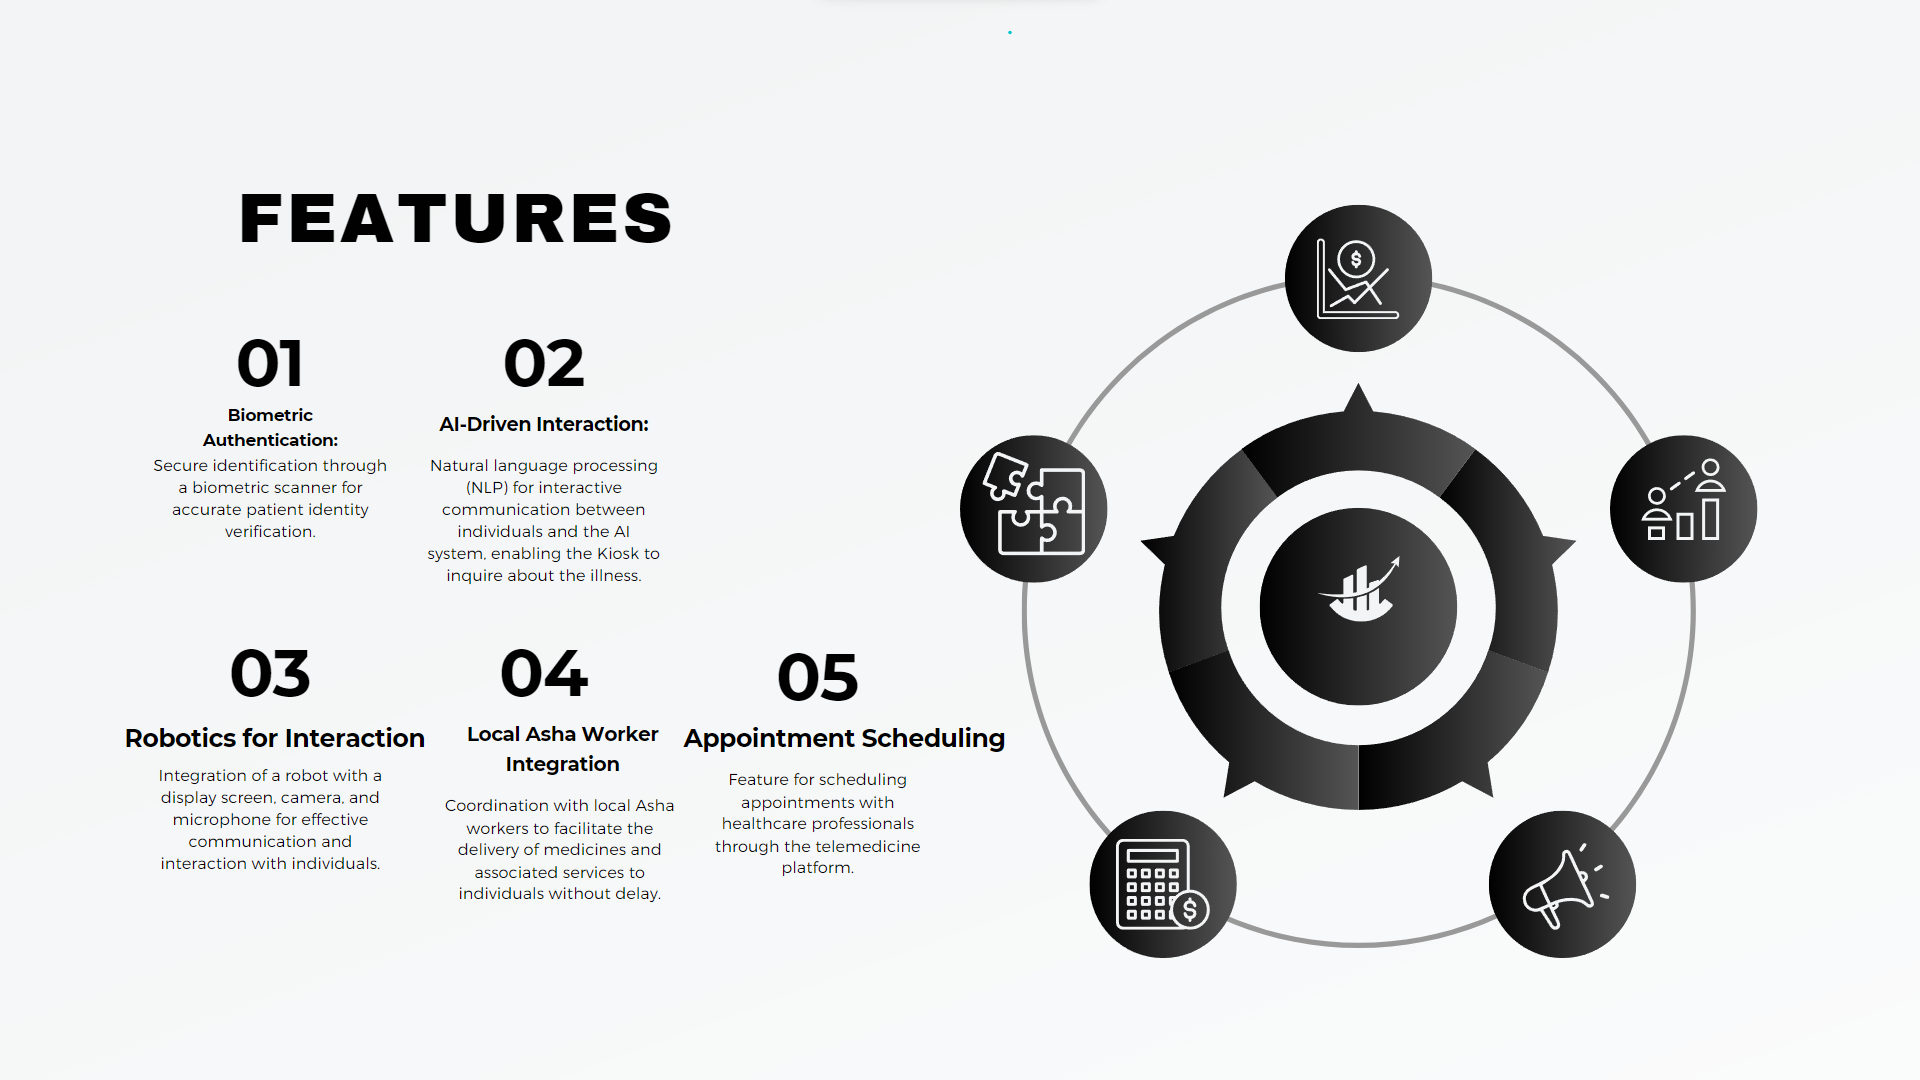 FEATURES
01
Biometric
Authentication:
Secure identification through
a biometric scanner for
accurate patient identity
verification.
02
AI-Driven Interaction:
Natural language processing
(NLP) for interactive
communication between
individuals and the AI
system, enabling the Kiosk to
inquire about the illness.
03
Robotics for Interaction
Integration of a robot with a
display screen, camera, and
microphone for effective
communication and
interaction with individuals.
04
Local Asha Worker
Integration
Coordination with local Asha
workers to facilitate the
delivery of medicines and
associated services to
individuals without delay.
05
Appointment Scheduling
Feature for scheduling
appointments with
healthcare professionals
through the telemedicine
platform.
$
$